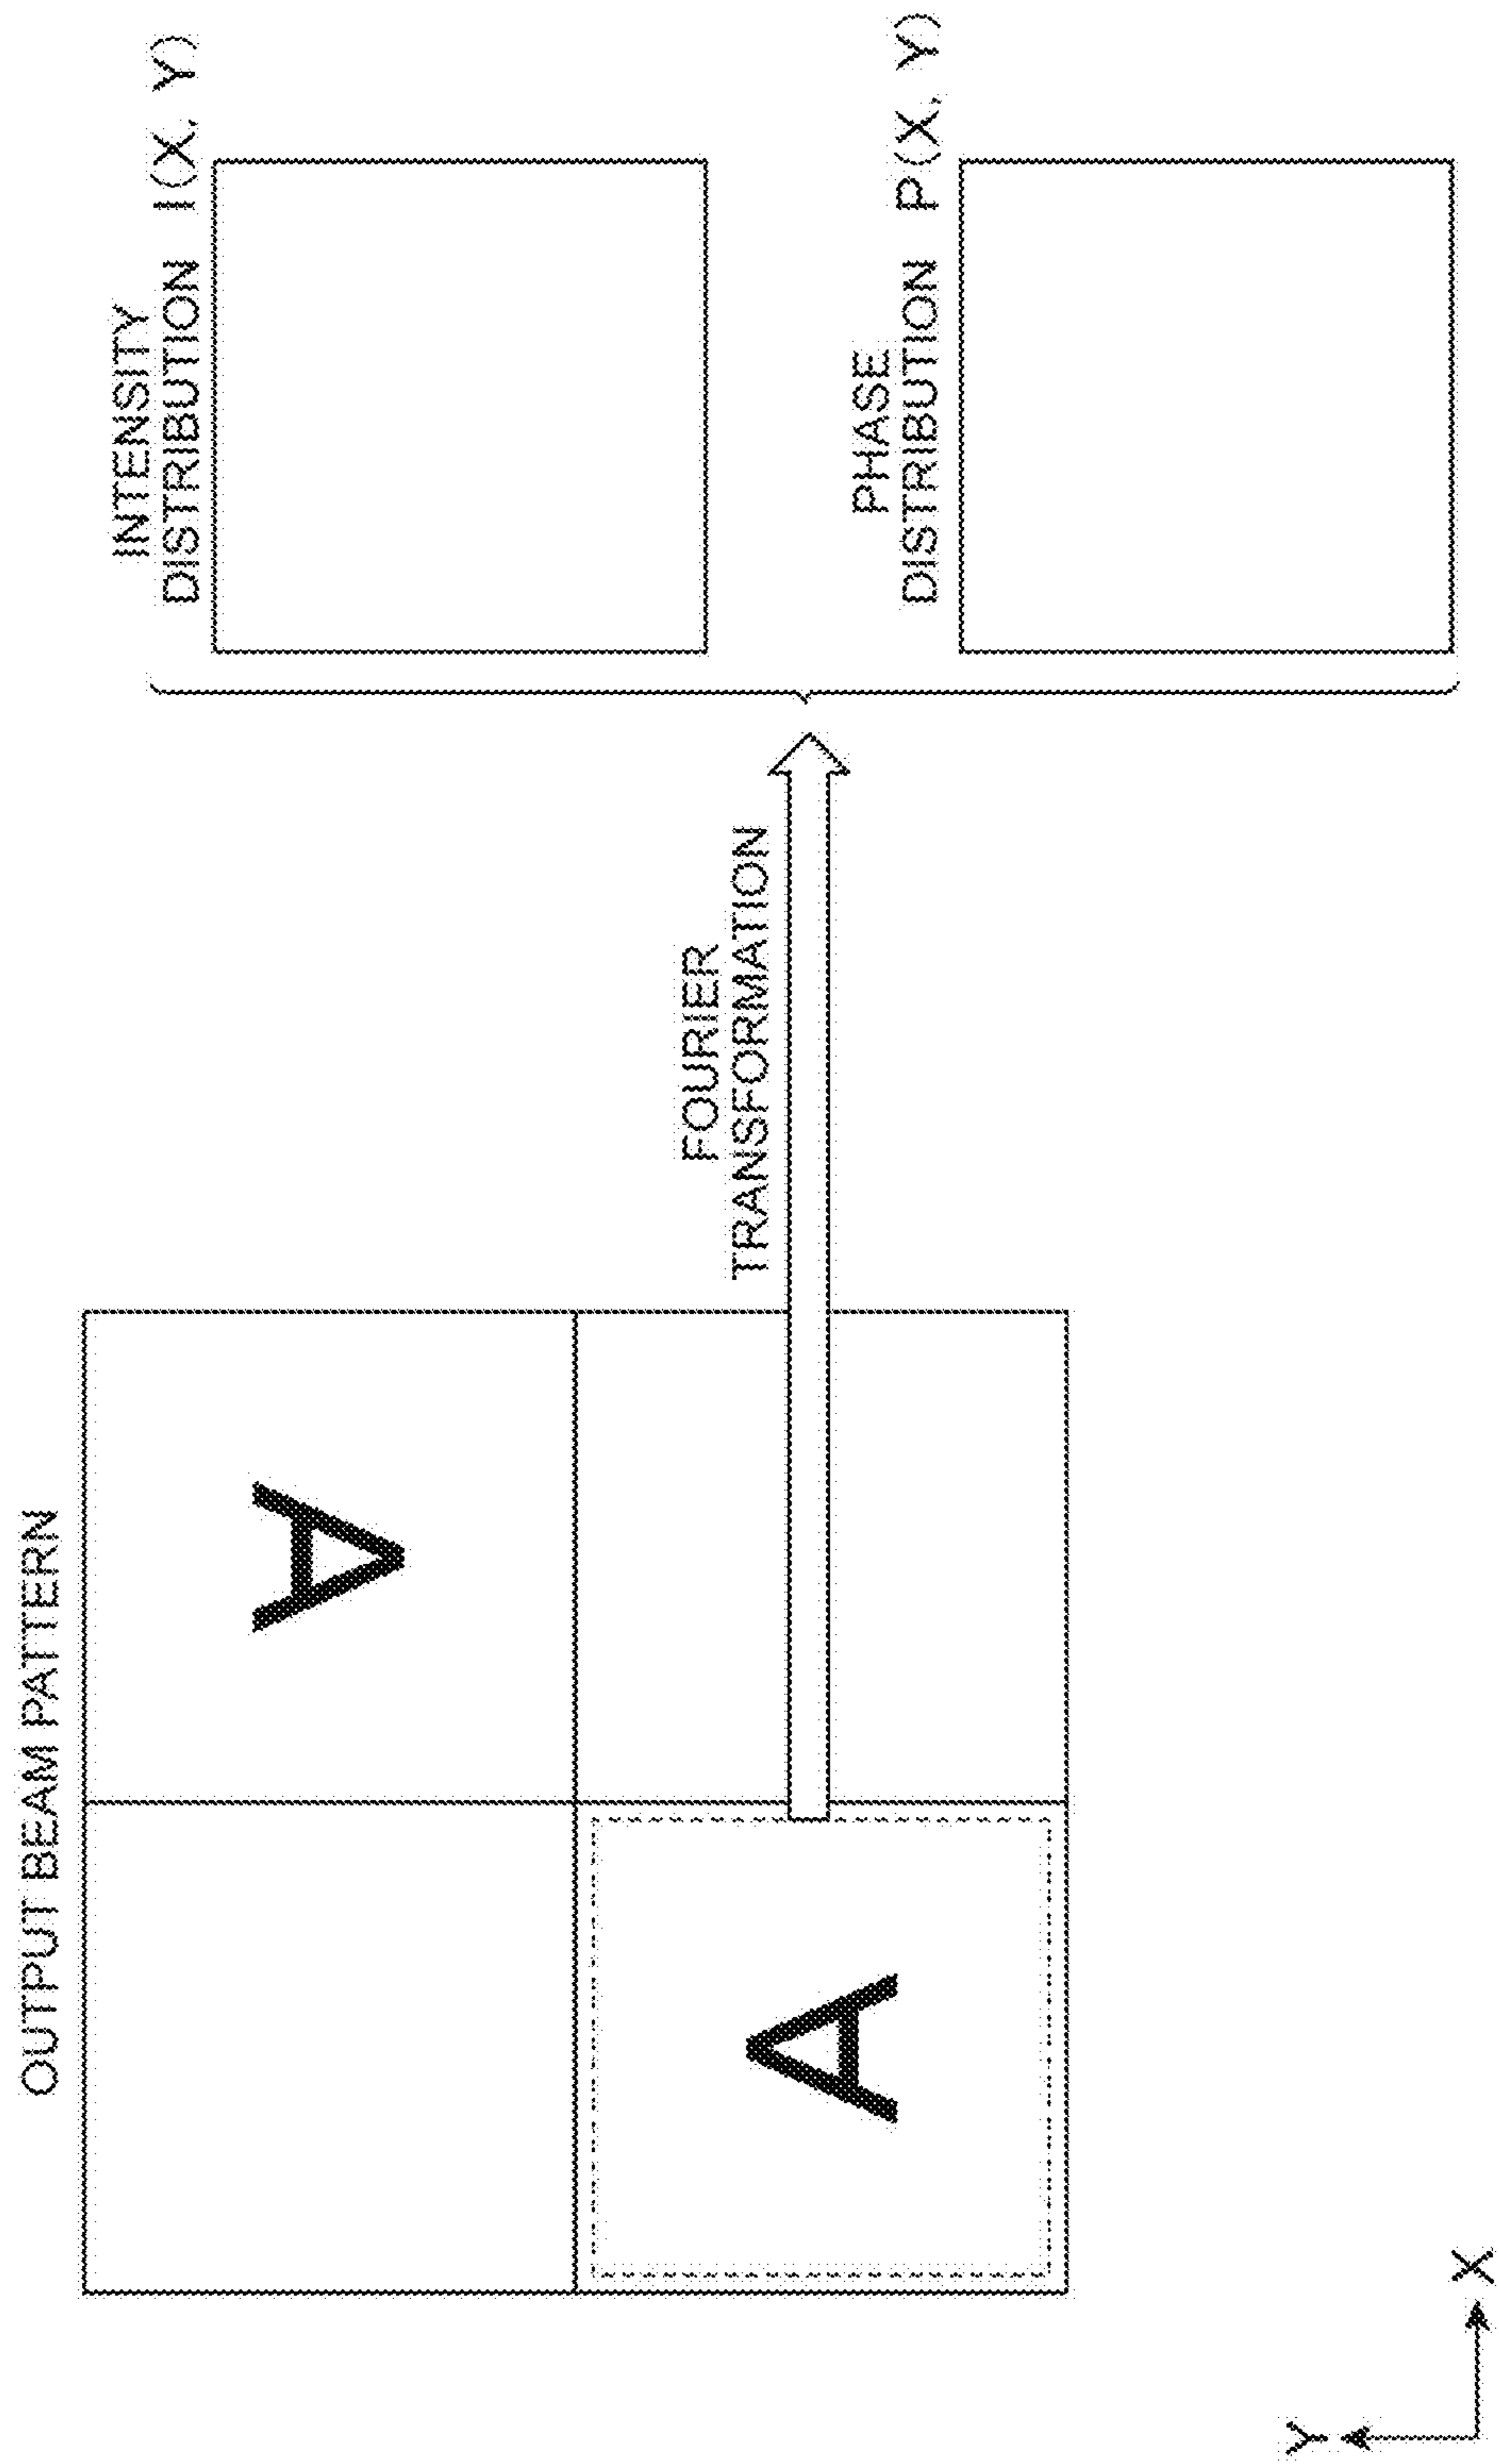 OUTPUT BEAM PATTERN
A
A
FOURIER
TRANSFORMATION
INTENSITY
DISTRIBUTION I(X, Y)
PHASE
DISTRIBUTION P(X, Y)
Y
X